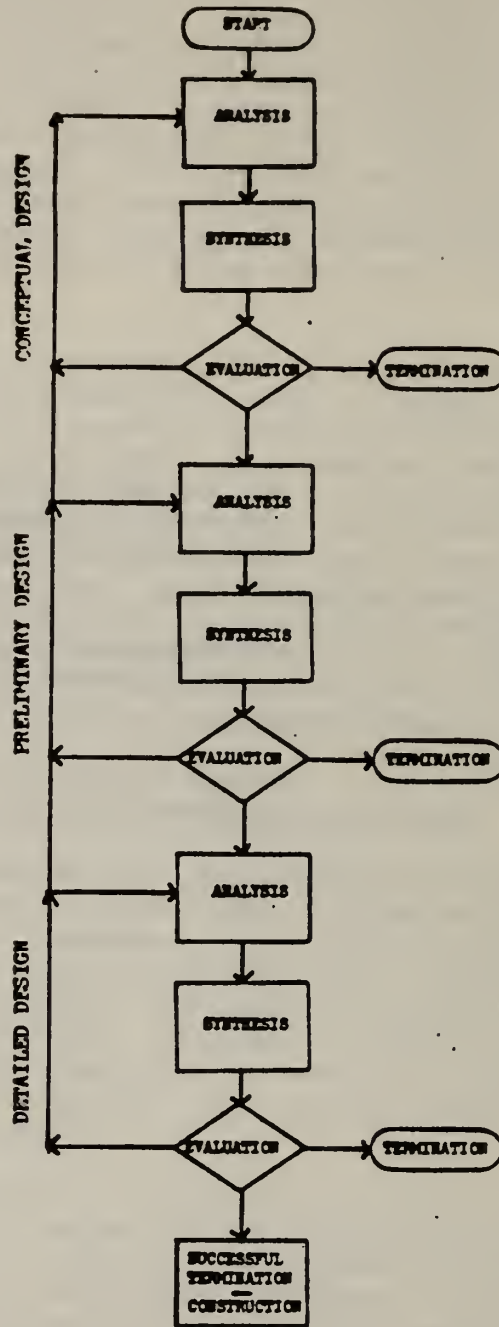 START
ANALYSIS
CONCEPTUAL DESIGN
SYNTHESIS
EVALUATION
TERMINATION
ANALYSIS
PRELIMINARY DESIGN
SYNTHESIS
EVALUATION
TERMINATION
ANALYSIS
DETAILED DESIGN
SYNTHESIS
EVALUATION
TERMINATION
SUCCESSFUL
TERMINATION
—
CONSTRUCTION